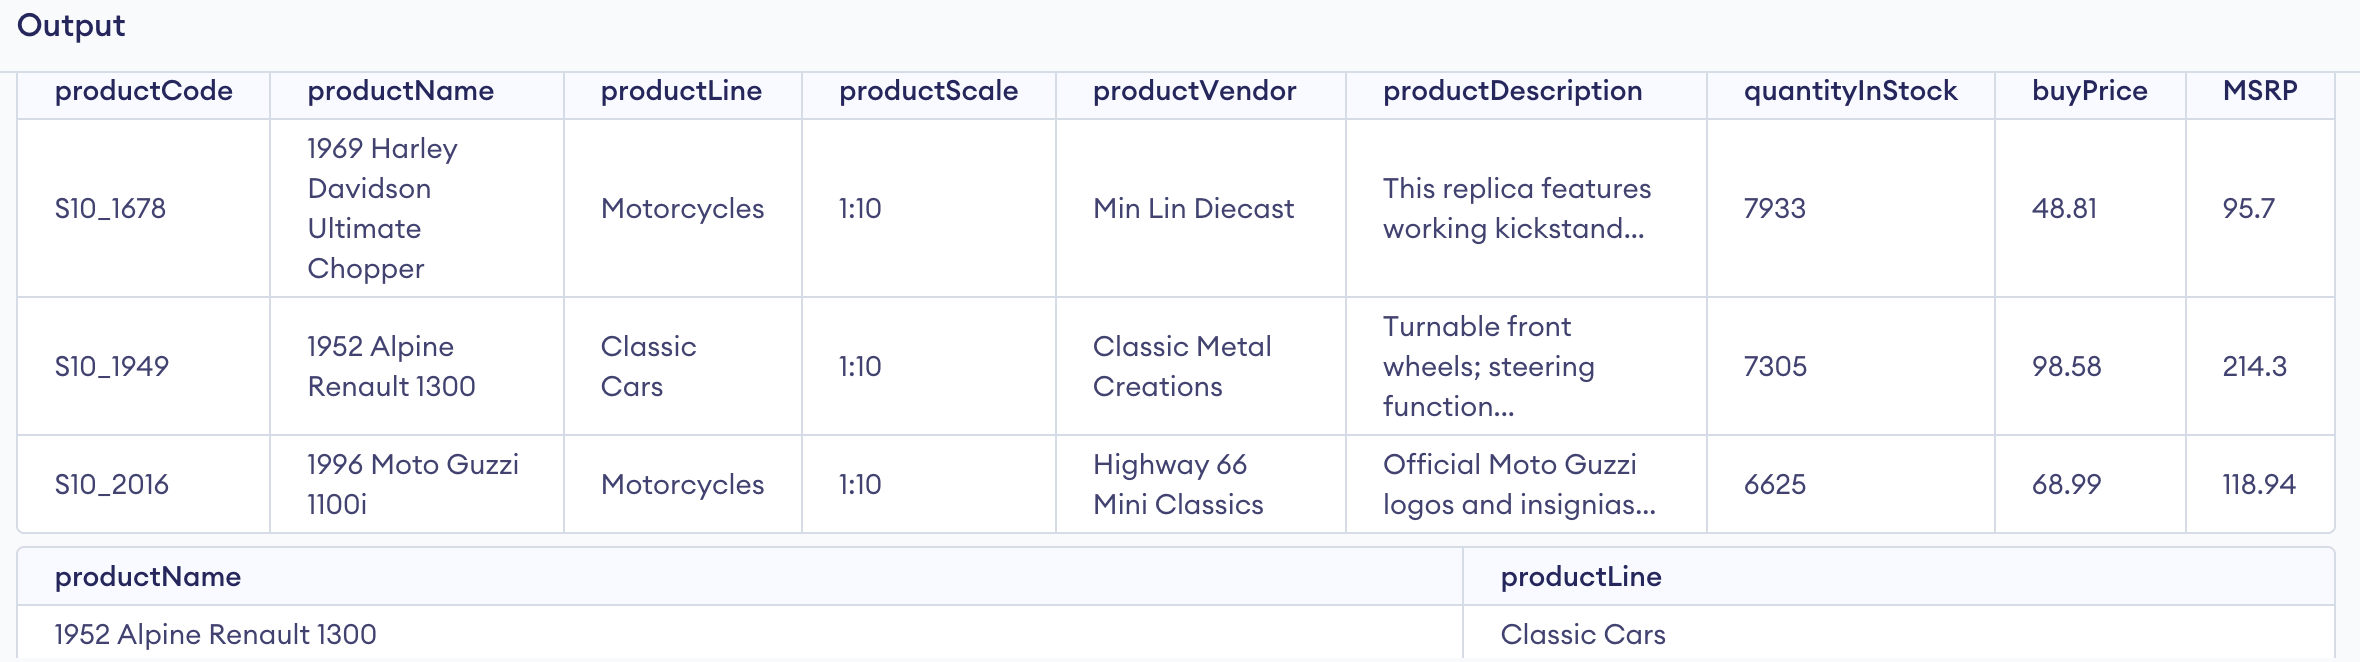 Output
productCode productName productLine productScale productVendor productDescription quantityInStock buyPrice MSRP
S10_1678 1969 Harley Davidson Ultimate Chopper Motorcycles 1:10 Min Lin Diecast This replica features working kickstand... 7933 48.81 95.7
S10_1949 1952 Alpine Renault 1300 Classic Cars 1:10 Classic Metal Creations Turnable front wheels; steering function... 7305 98.58 214.3
S10_2016 1996 Moto Guzzi 1100i Motorcycles 1:10 Highway 66 Mini Classics Official Moto Guzzi logos and insignias... 6625 68.99 118.94
productName productLine
1952 Alpine Renault 1300 Classic Cars